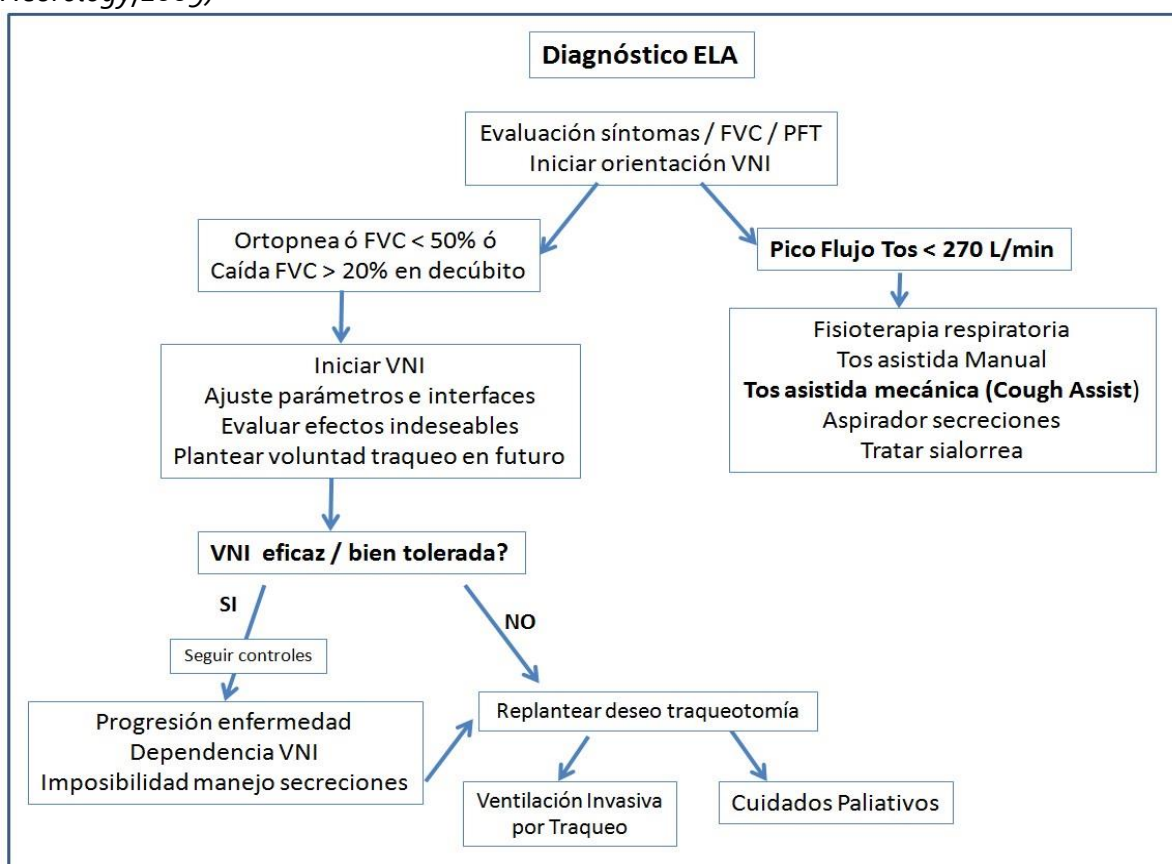 Neurology,2009)
Diagnóstico ELA
Evaluación síntomas / FVC / PFT
Iniciar orientación VNI
Ortopnea ó FVC < 50% ó
Caída FVC > 20% en decúbito
Pico Flujo Tos < 270 L/min
Iniciar VNI
Ajuste parámetros e interfaces
Evaluar efectos indeseables
Plantear voluntad traqueo en futuro
Fisioterapia respiratoria
Tos asistida Manual
Tos asistida mecánica (Cough Assist)
Aspirador secreciones
Tratar sialorrea
VNI eficaz / bien tolerada?
SI
NO
Seguir controles
Progresión enfermedad
Dependencia VNI
Imposibilidad manejo secreciones
Replantear deseo traqueotomía
Ventilación Invasiva
por Traqueo
Cuidados Paliativos